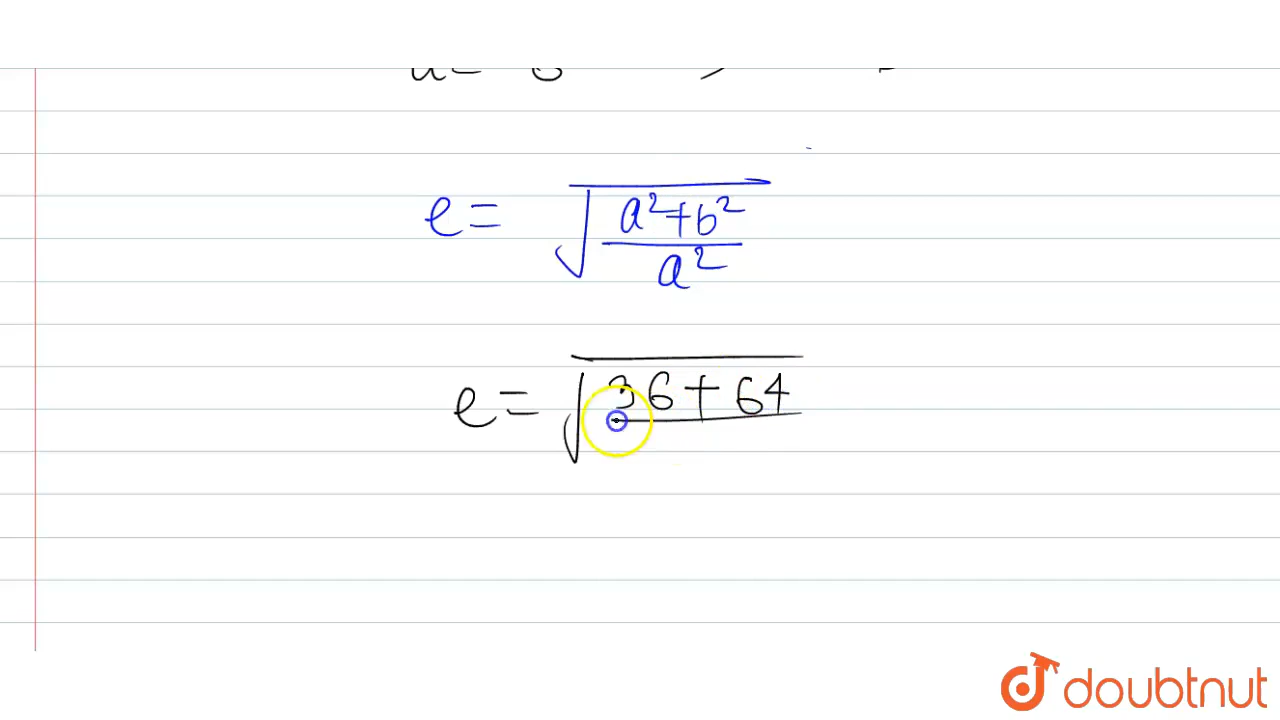 e = √(a²+b²/a²)
e = √36+64
doubtnut